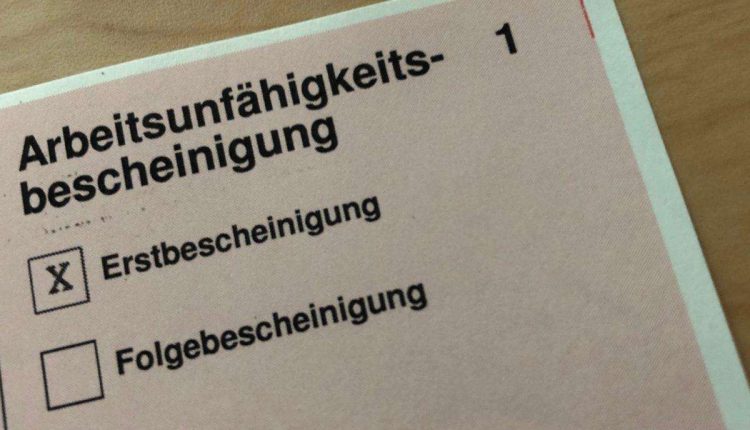 Arbeitsunfähigkeits- 1
bescheinigung
X Erstbescheinigung
Folgebescheinigung